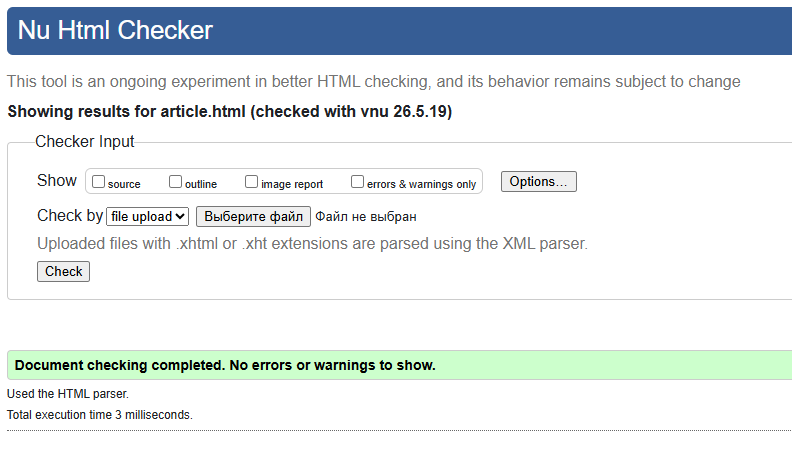 Nu Html Checker
This tool is an ongoing experiment in better HTML checking, and its behavior remains subject to change
Showing results for article.html (checked with vnu 26.5.19)
Checker Input
Show source outline image report errors & warnings only Options...
Check by file upload Выберите файл Файл не выбран
Uploaded files with .xhtml or .xht extensions are parsed using the XML parser.
Check
Document checking completed. No errors or warnings to show.
Used the HTML parser.
Total execution time 3 milliseconds.